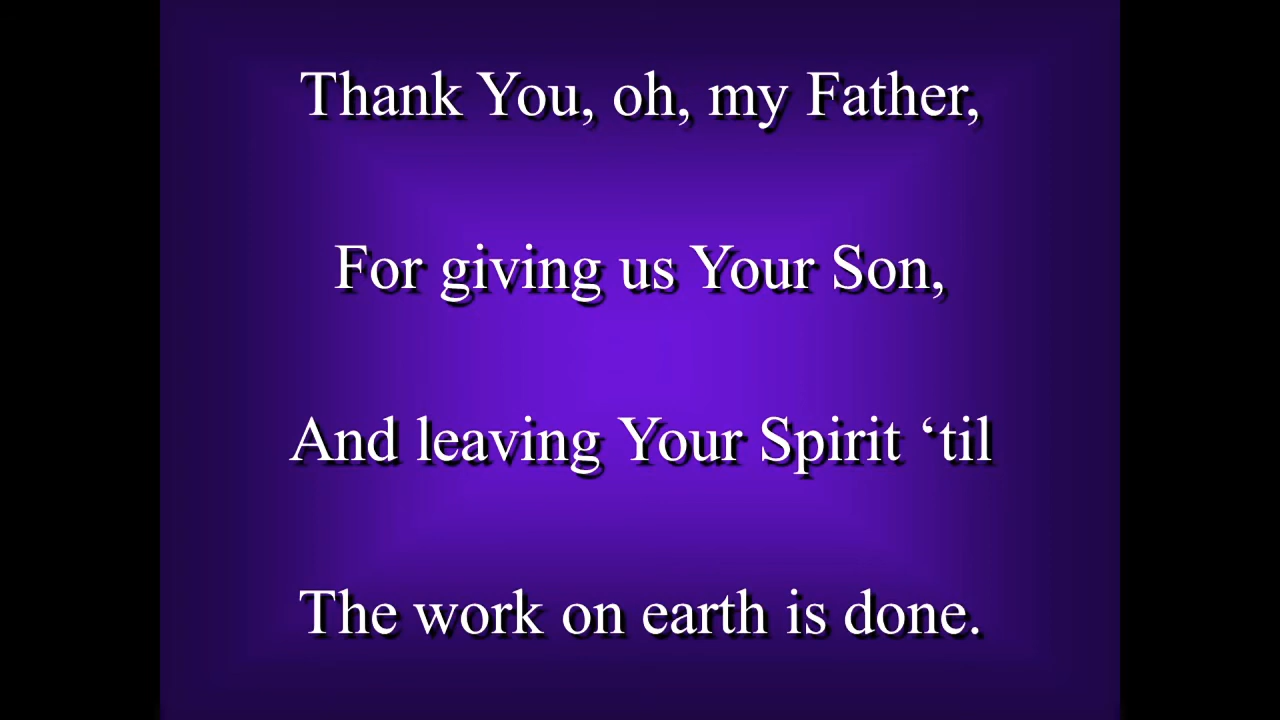 Thank You, oh, my Father,
For giving us Your Son,
And leaving Your Spirit ‘til
The work on earth is done.